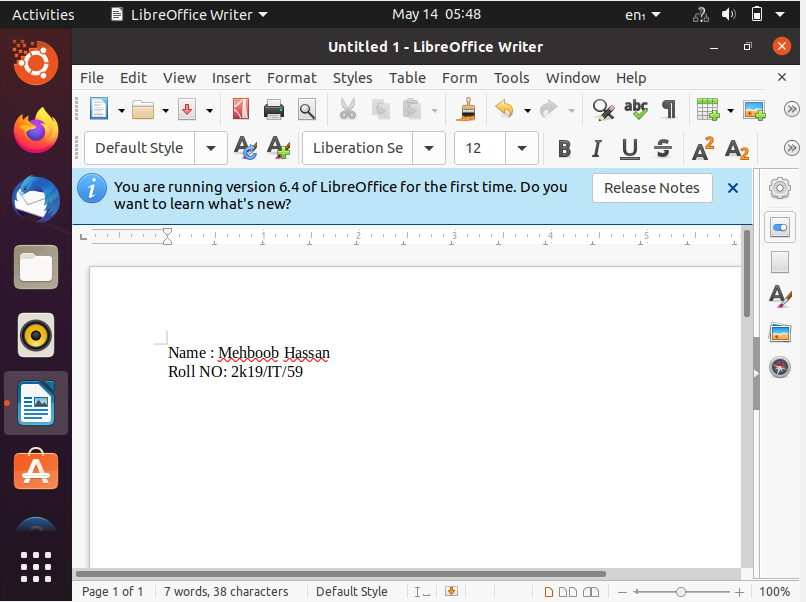 Activities LibreOffice Writer May 14 05:48 en₁
Untitled 1 - LibreOffice Writer
File Edit View Insert Format Styles Table Form Tools Window Help
Default Style Liberation Se 12
You are running version 6.4 of LibreOffice for the first time. Do you
want to learn what's new?
Release Notes
1 2 3 4 5
Name : Mehboob Hassan
Roll NO: 2k19/IT/59
Page 1 of 1 7 words, 38 characters Default Style 100%